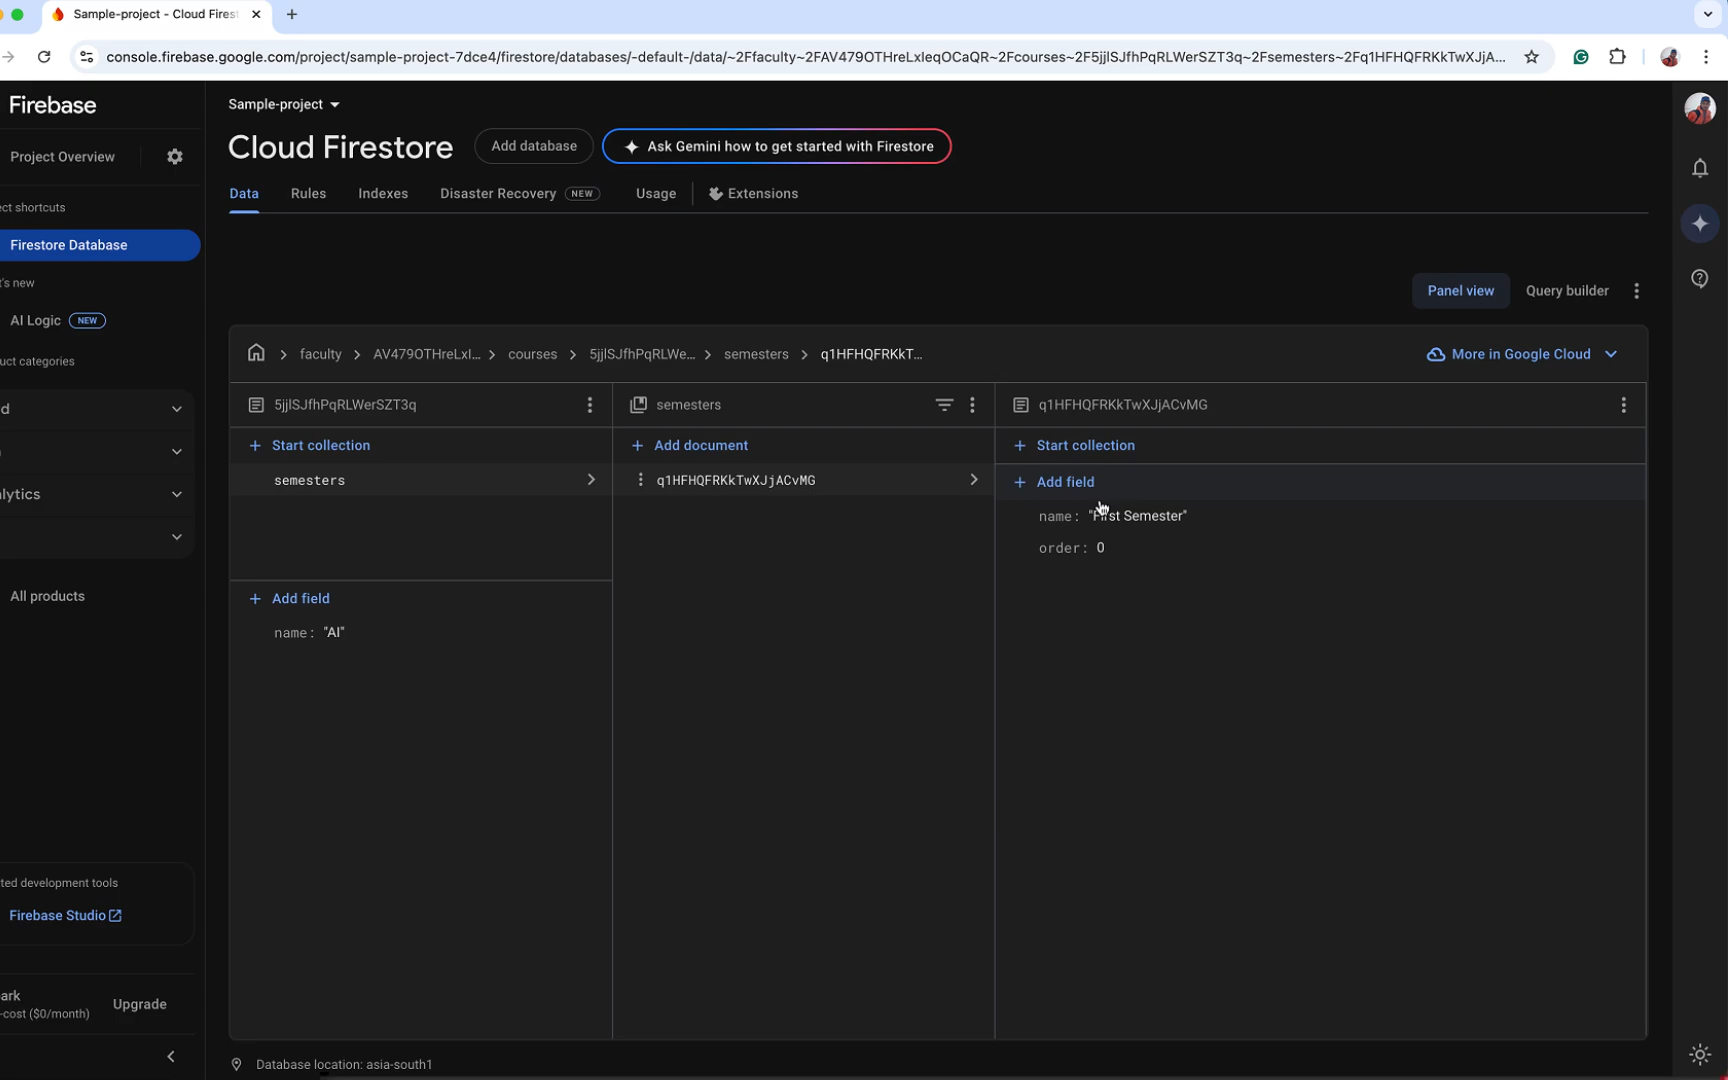 Sample-project - Cloud Fires
console.firebase.google.com/project/sample-project-7dce4/firestore/databases/-default-/data/~2Ffaculty~2FAV479OTHreLxleqOCaQR~2Fcourses~2F5jjlSJfhPqRLWerSZT3q~2Fsemesters~2Fq1HFHQFRKkTwXJjA...
Firebase
Project Overview
ect shortcuts
Firestore Database
t's new
AI Logic NEW
uct categories
d
lytics
All products
ted development tools
Firebase Studio
ark
-cost ($0/month)
Upgrade
Sample-project
Cloud Firestore
Add database
Ask Gemini how to get started with Firestore
Data Rules Indexes Disaster Recovery NEW Usage Extensions
Panel view Query builder
faculty > AV479OTHreLxl... > courses > 5jjlSJfhPqRLWe... > semesters > q1HFHQFRKkT...
More in Google Cloud
5jjlSJfhPqRLWerSZT3q
+ Start collection
semesters
+ Add field
name: "AI"
semesters
+ Add document
q1HFHQFRKkTwXJjACvMG
q1HFHQFRKkTwXJjACvMG
+ Start collection
+ Add field
name: "First Semester"
order: 0
Database location: asia-south1